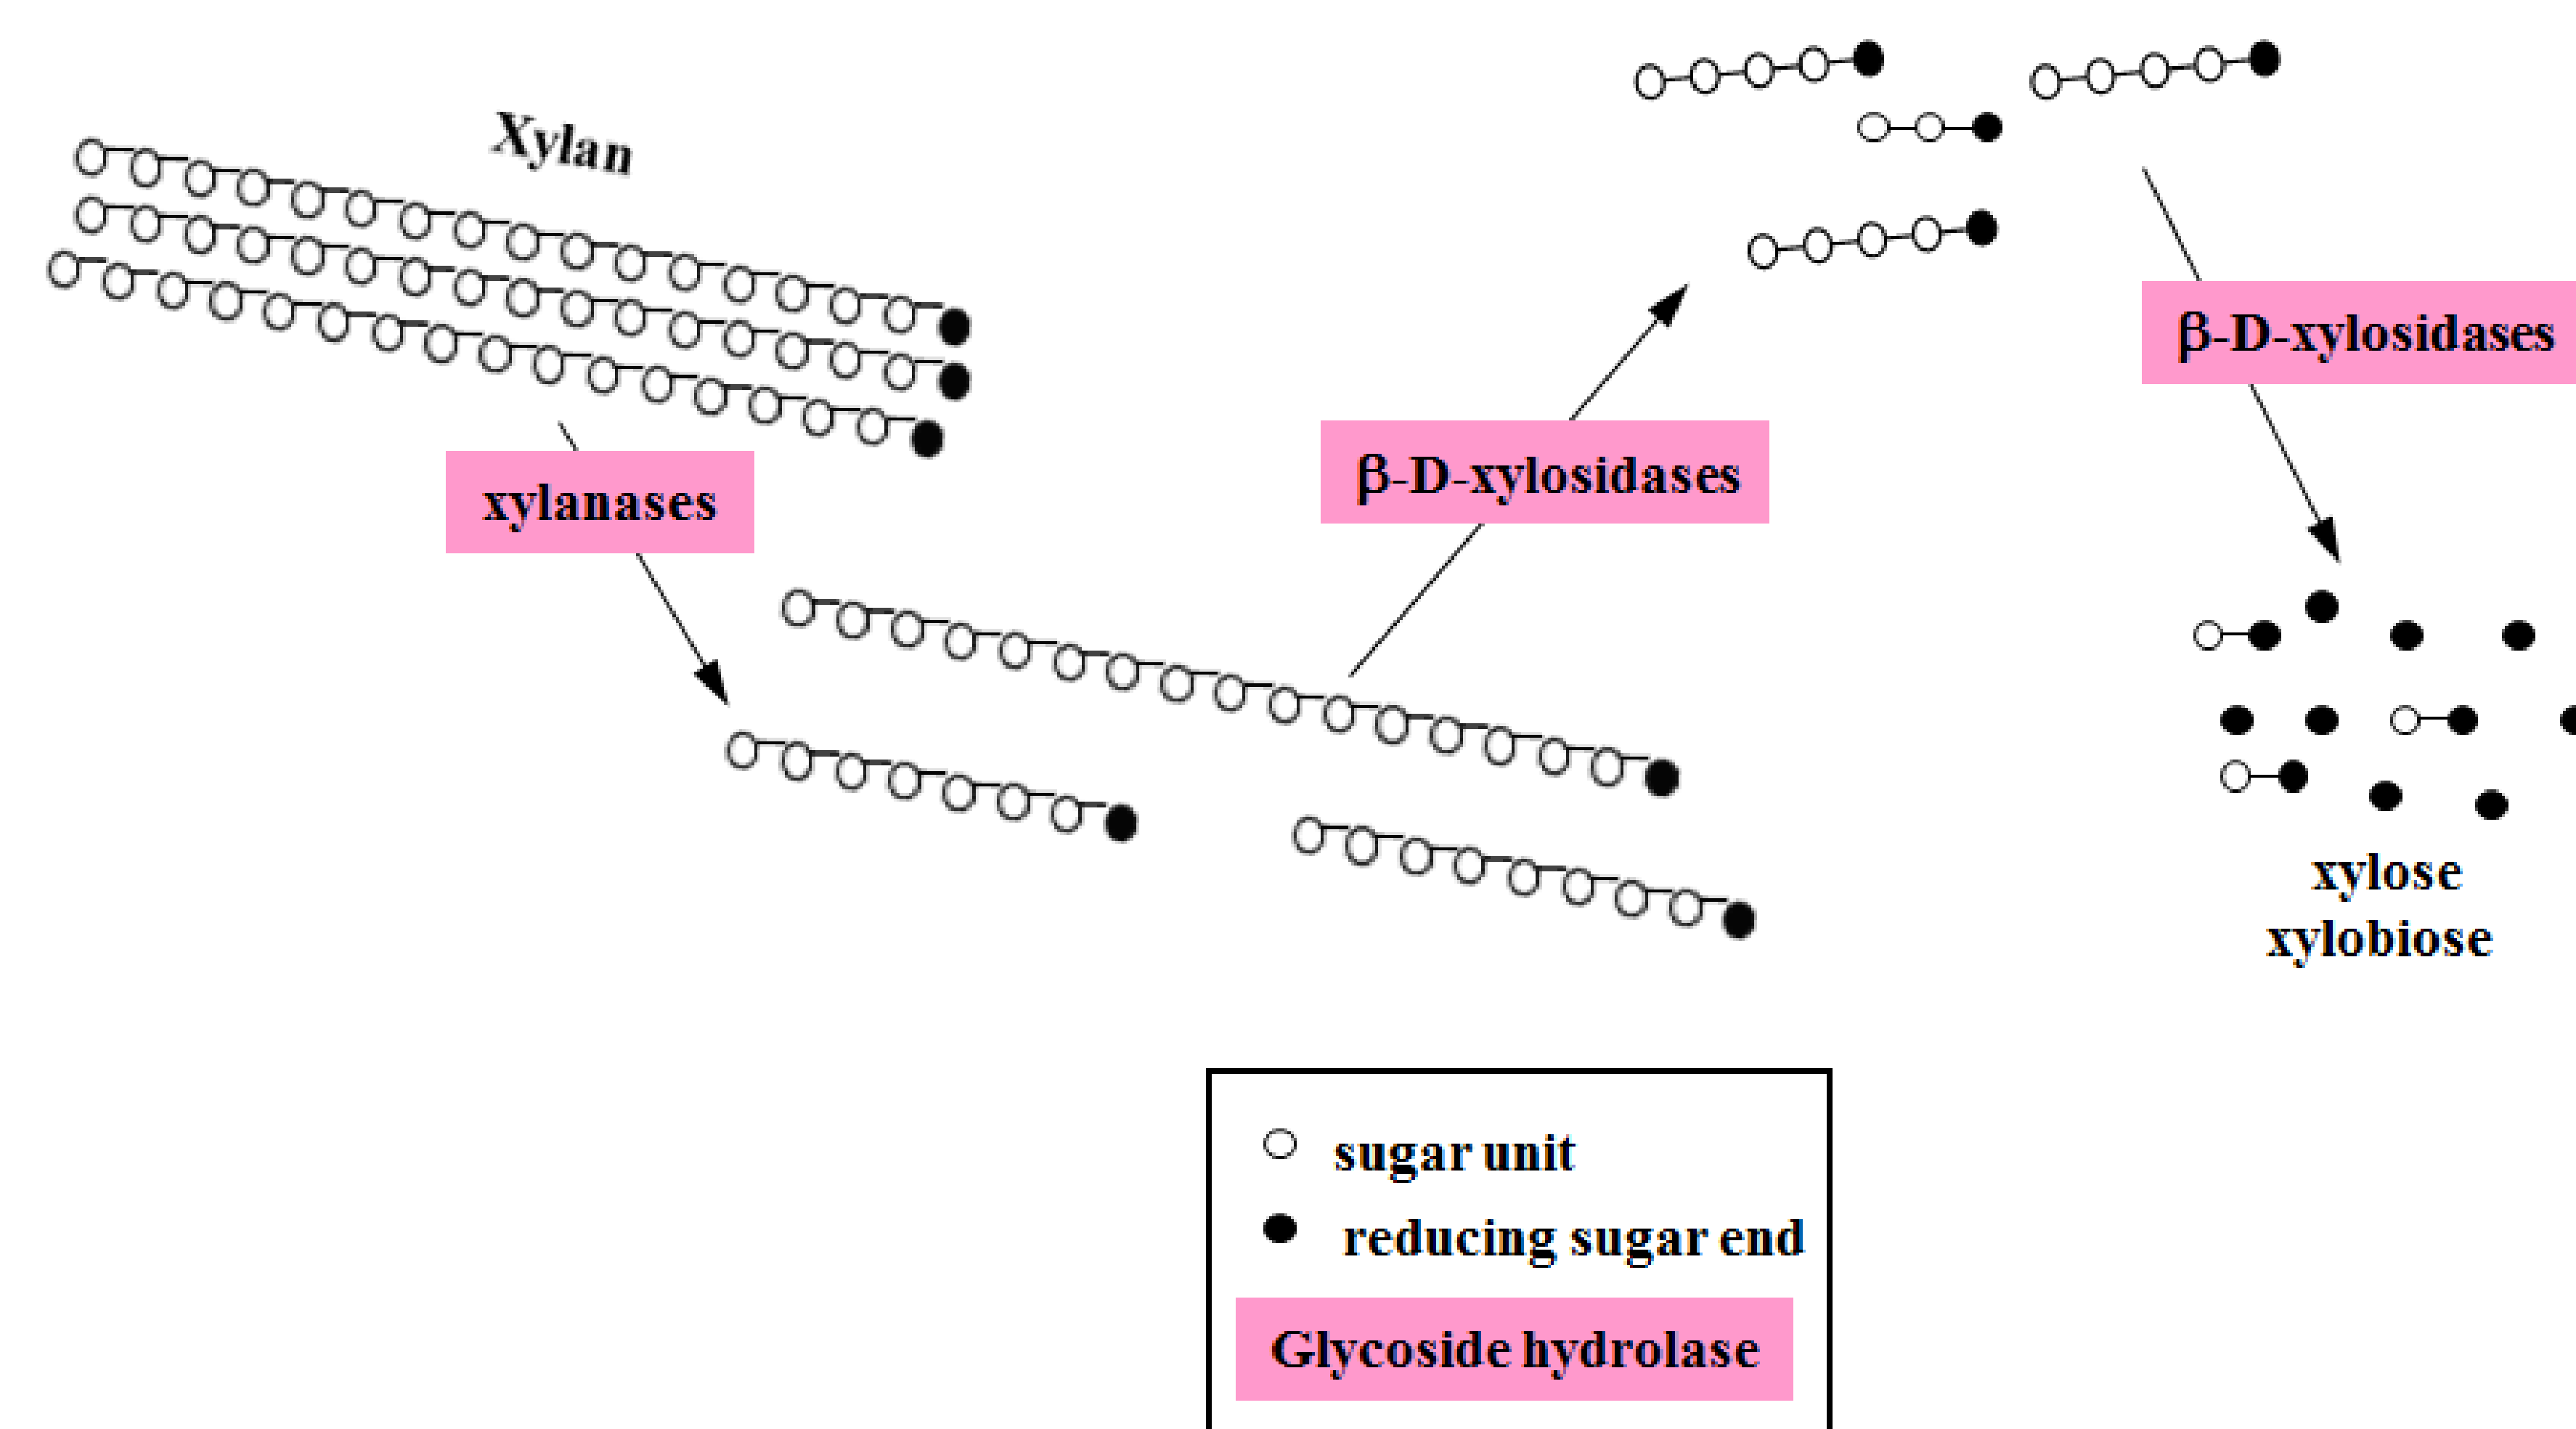 Xylan
xylanases
β-D-xylosidases
β-D-xylosidases
xylose
xylobiose
sugar unit
reducing sugar end
Glycoside hydrolase